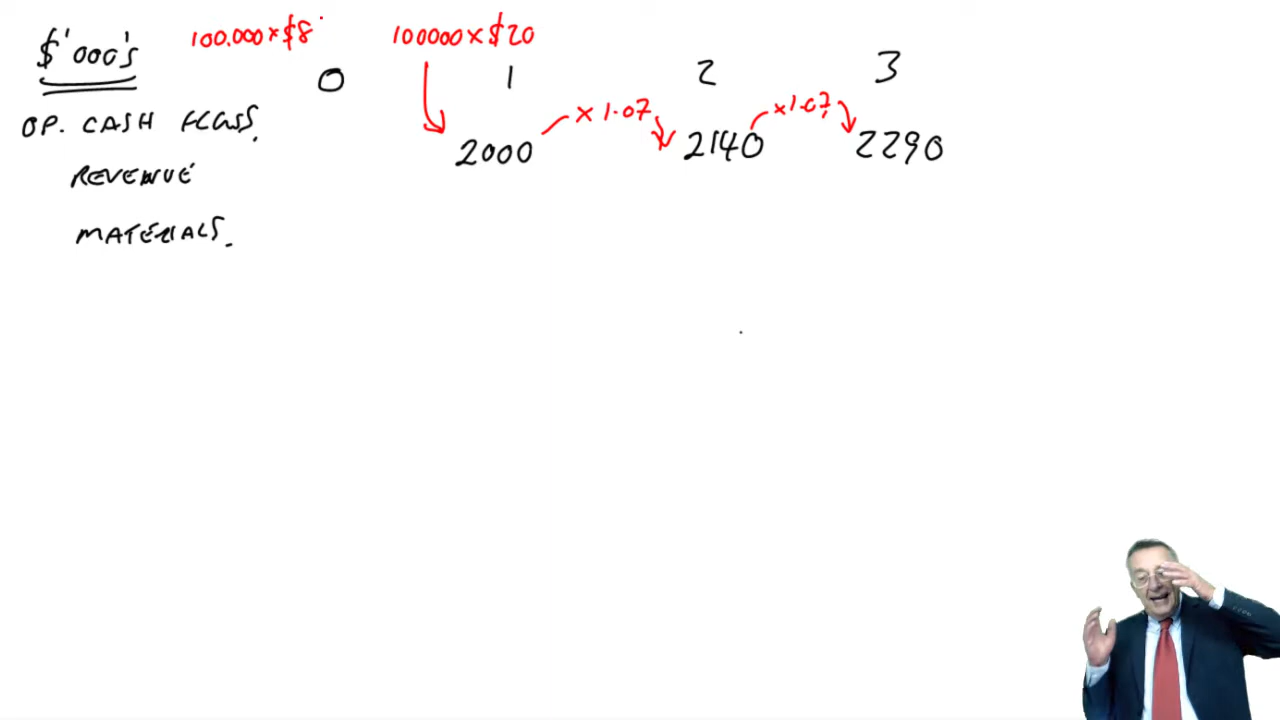 $'000's 100.000 × $8 100000 × $20
0 1 2 3
OP. CASH FLOWS.
2000 × 1.07 2140 × 1.07 2290
REVENUE
MATERIALS.